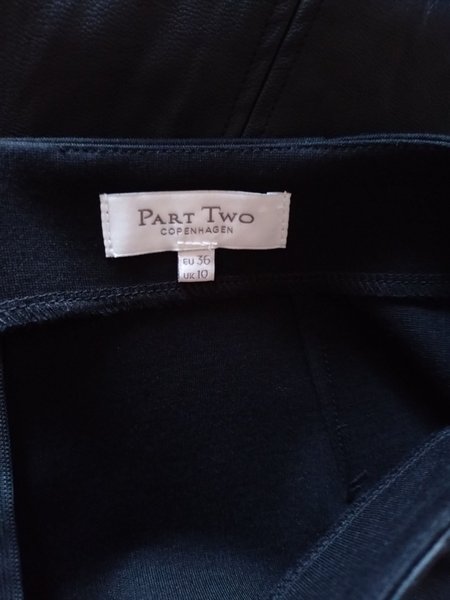 PART TWO
COPENHAGEN
EU 36
UK 10